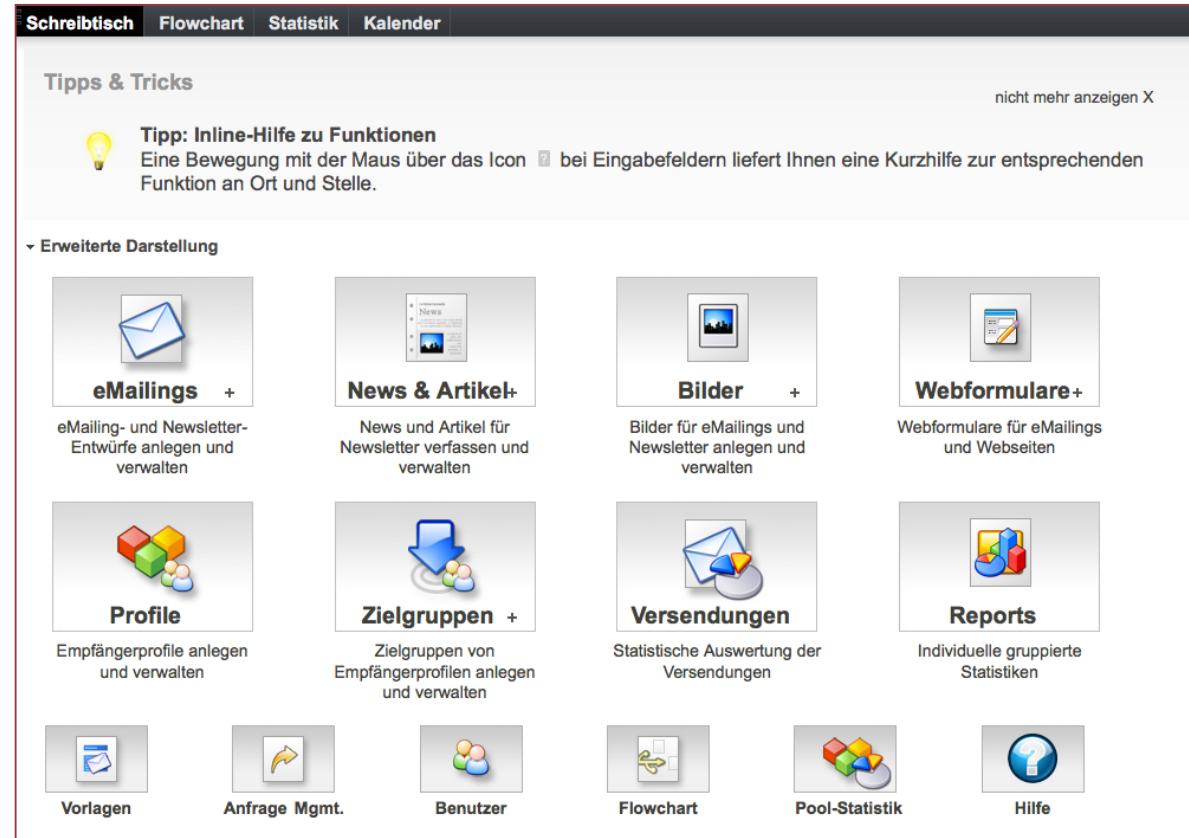 Schreibtisch Flowchart Statistik Kalender
Tipps & Tricks
nicht mehr anzeigen X
Tipp: Inline-Hilfe zu Funktionen
Eine Bewegung mit der Maus über das Icon ? bei Eingabefeldern liefert Ihnen eine Kurzhilfe zur entsprechenden
Funktion an Ort und Stelle.
Erweiterte Darstellung
News
eMailings +
News & Artikel+
Bilder +
Webformulare+
eMailing- und Newsletter-
Entwürfe anlegen und
verwalten
News und Artikel für
Newsletter verfassen und
verwalten
Bilder für eMailings und
Newsletter anlegen und
verwalten
Webformulare für eMailings
und Webseiten
Profile
Zielgruppen +
Versendungen
Reports
Empfängerprofile anlegen
und verwalten
Zielgruppen von
Empfängerprofilen anlegen
und verwalten
Statistische Auswertung der
Versendungen
Individuelle gruppierte
Statistiken
Vorlagen
Anfrage Mgmt.
Benutzer
Flowchart
Pool-Statistik
Hilfe